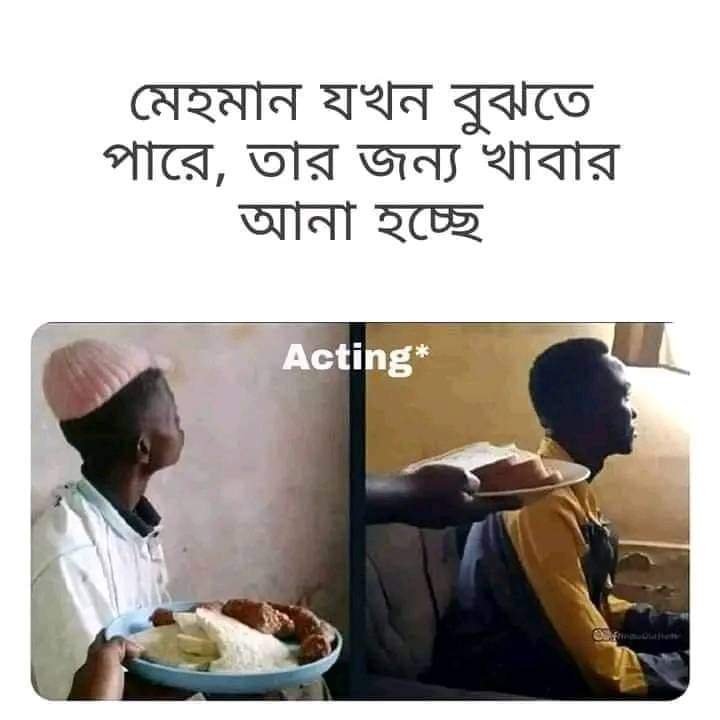 মেহমান যখন বুঝতে
পারে, তার জন্য খাবার
আনা হচ্ছে
Acting*